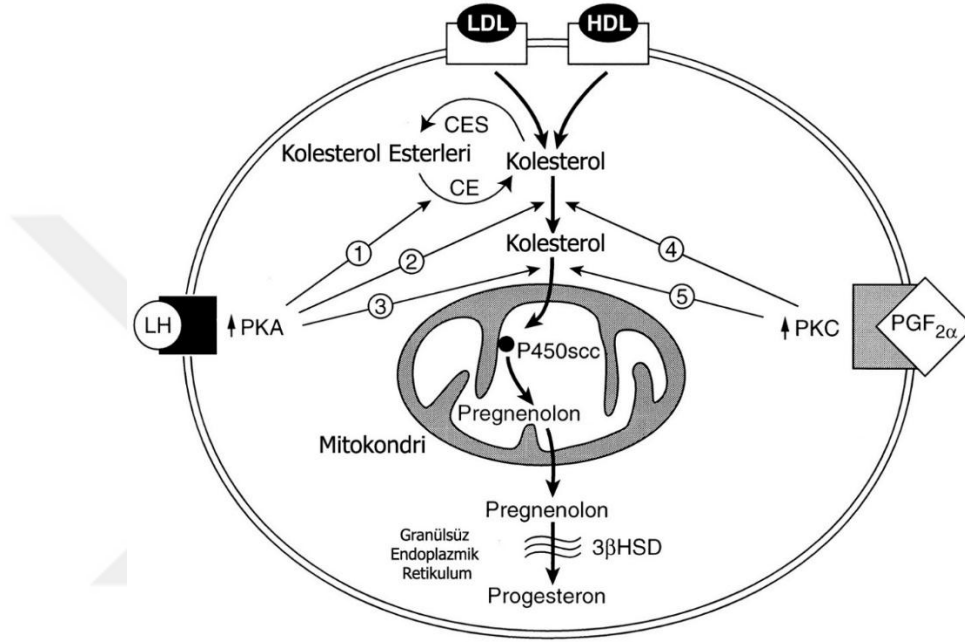 LDL
HDL
CES
Kolesterol Esterleri
CE
Kolesterol
Kolesterol
1
2
3
4
5
LH
PKA
PKC
PGF2α
P450scc
Pregnenolon
Mitokondri
Pregnenolon
Granülsüz
Endoplazmik
Retikulum
3βHSD
Progesteron